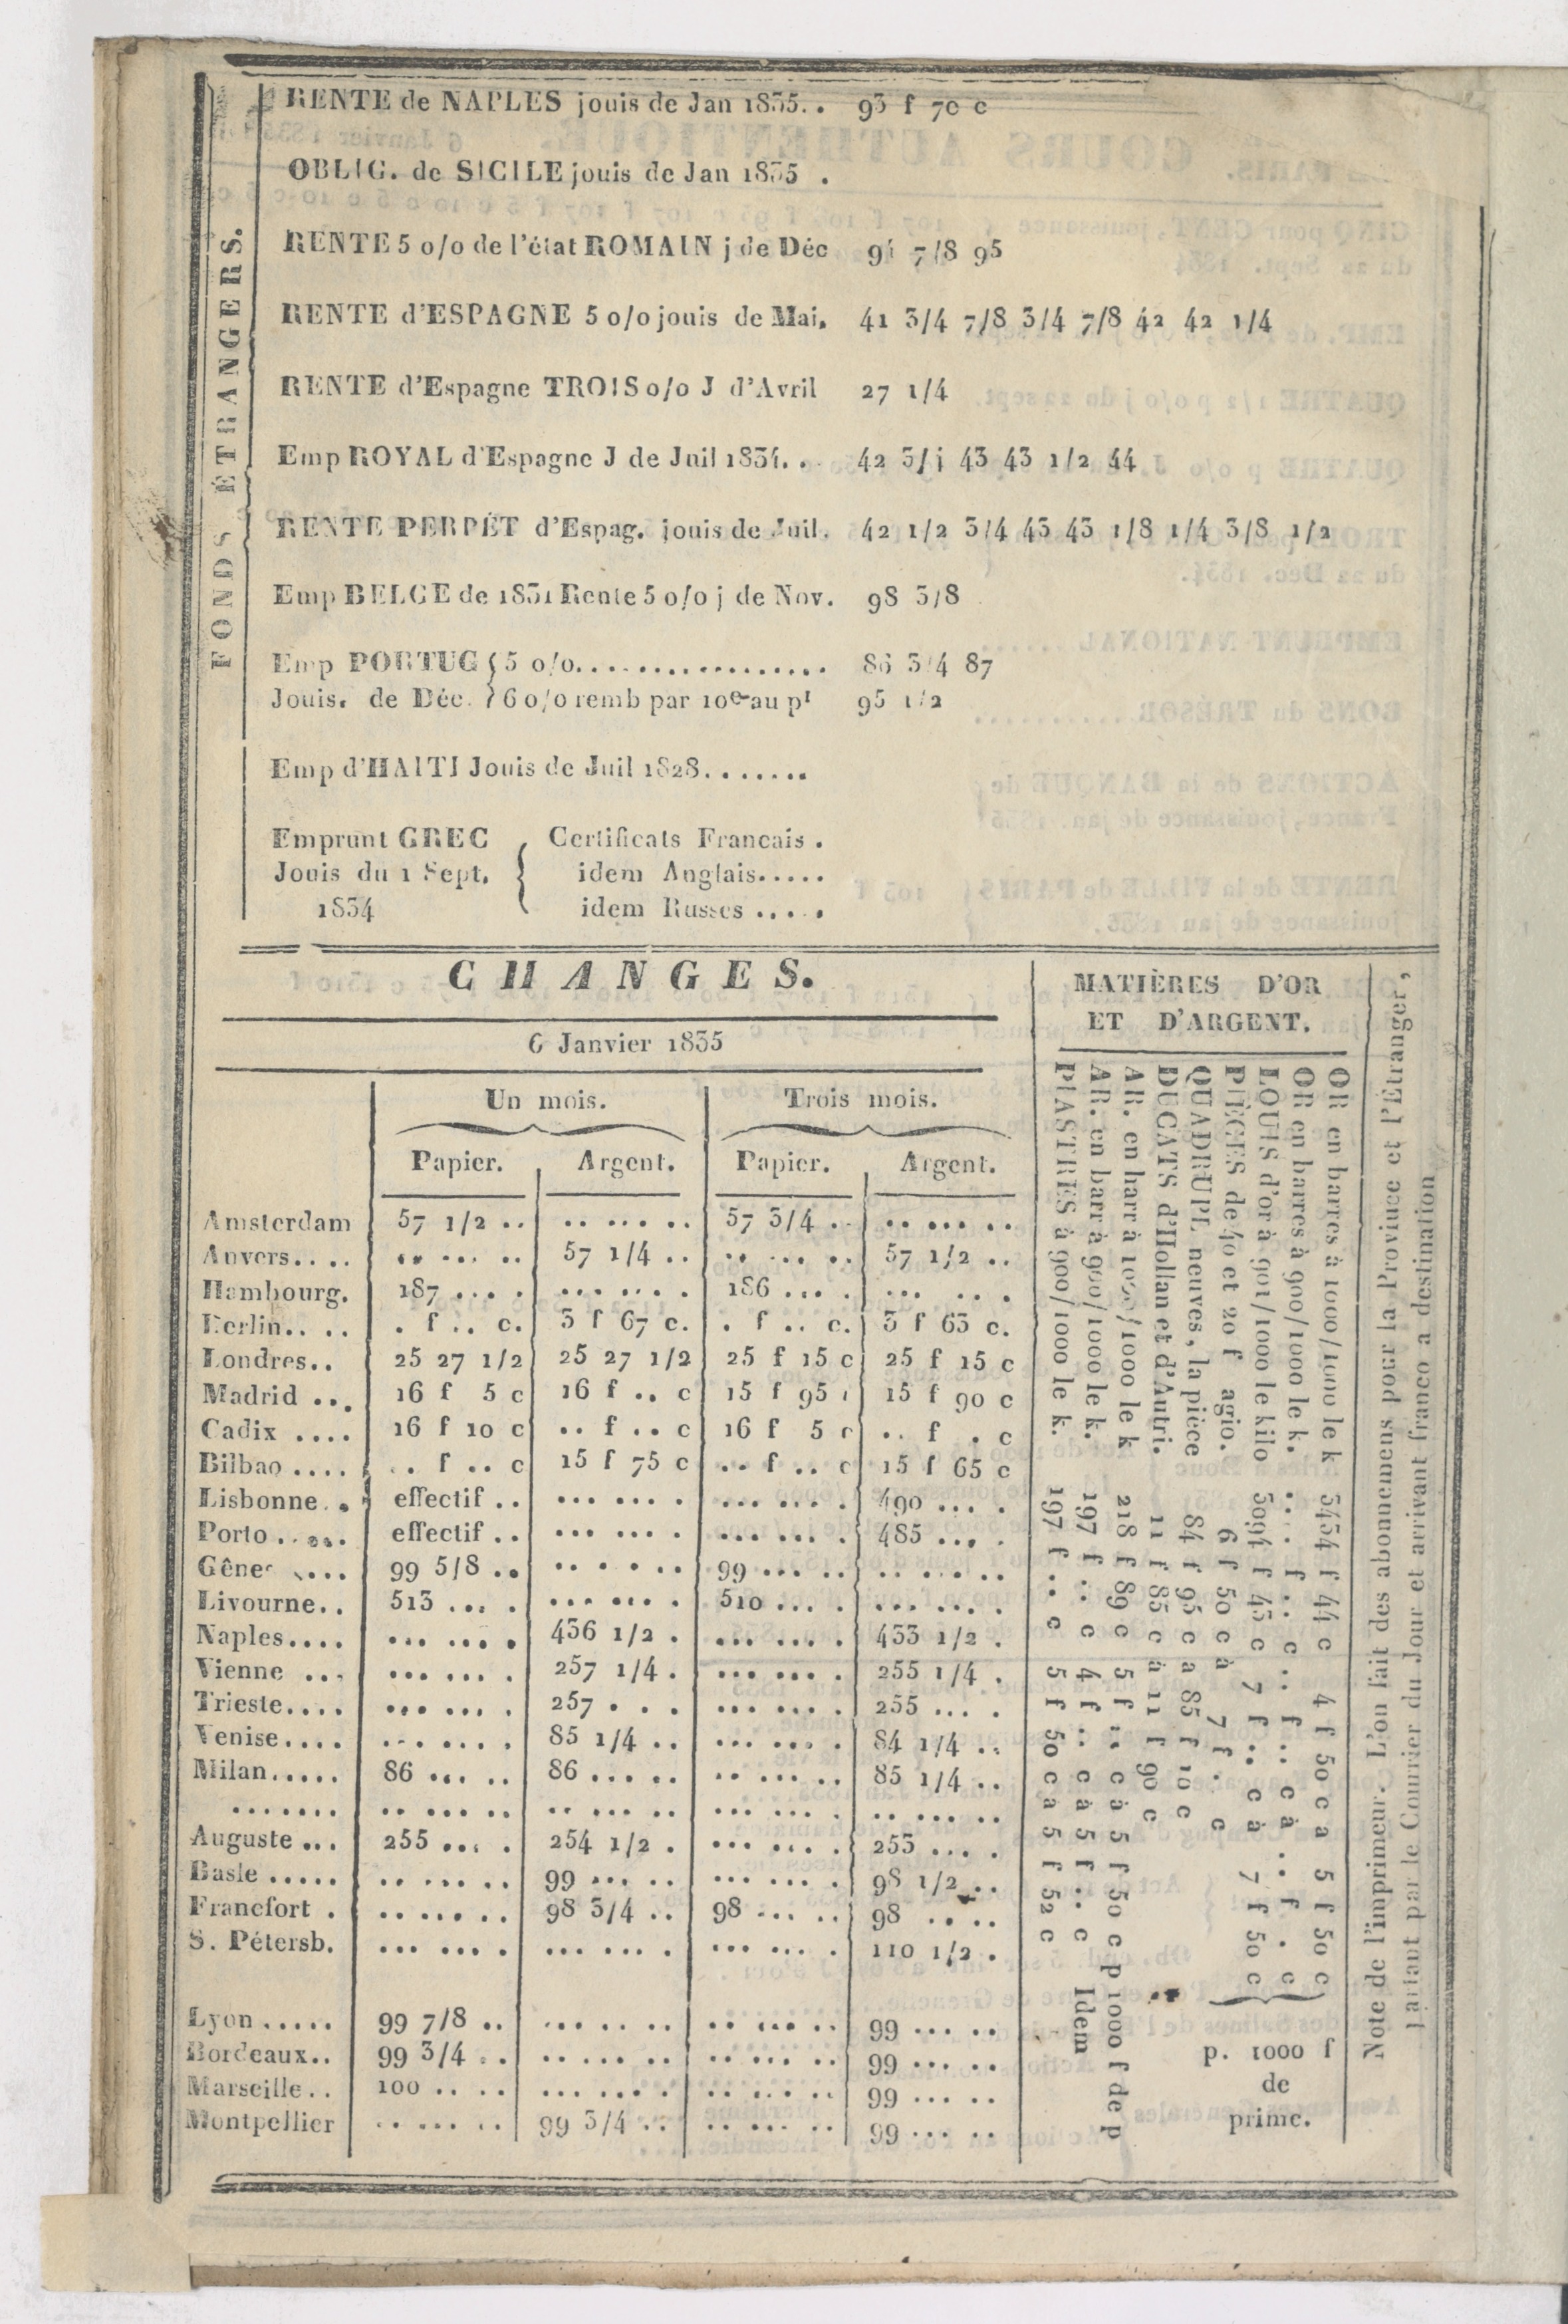 FONDS ÉTRANGERS.
RENTE de NAPLES jouis de Jan 1835. . 93 f 70 c
OBLIG. de SICILE jouis de Jan 1835 .
RENTE 5 o/o de l'état ROMAIN j de Déc 94 7/8 95
RENTE d'ESPAGNE 5 o/o jouis de Mai. 41 3/4 7/8 3/4 7/8 42 42 1/4
RENTE d'Espagne TROIS o/o J d'Avril 27 1/4
Emp ROYAL d'Espagne J de Juil 1834. . 42 3/4 43 43 1/2 44
RENTE PERPÉT d'Espag. jouis de Juil. 42 1/2 3/4 43 43 1/8 1/4 3/8 1/2
Emp BELGE de 1831 Rente 5 o/o j de Nov. 98 3/8
Emp PORTUG { 5 o/o.................. 86 3/4 87
Jouis. de Déc. } 6 o/o remb par 10e au pr 95 1/2
Emp d'HAITI Jouis de Juil 1828.......
Emprunt GREC { Certificats Francais .
Jouis du 1 Sept. idem Anglais.....
1834 idem Russes .....
CHANGES.
6 Janvier 1835
Un mois. Trois mois.
Papier. Argent. Papier. Argent.
Amsterdam 57 1/2 .. .. ... .. 57 3/4 .. .. ... ..
Anvers.... .. ... .. 57 1/4 .. .. ... .. 57 1/2 ..
Hambourg. 187 ... . ... ... . 186 ... . ... .. .
Berlin.. .. . f .. c. 3 f 67 c. . f .. c. 3 f 63 c.
Londres.. 25 27 1/2 25 27 1/2 25 f 15 c 25 f 15 c
Madrid ... 16 f 5 c 16 f .. c 15 f 95 c 15 f 90 c
Cadix .... 16 f 10 c .. f .. c 16 f 5 c .. f . c
Bilbao .... .. f .. c 15 f 75 c .. f .. c 15 f 65 c
Lisbonne.. effectif .. ... ... . ... ... . 490 ... .
Porto ..... effectif .. ... ... . ... ... . 485 ... .
Gênes .... 99 5/8 .. .. . . .. 99 ... .. .. . . ..
Livourne.. 513 ... . ... ... . 510 ... . ... ... .
Naples.... ... ... . 436 1/2 . ... ... . 433 1/2 .
Vienne ... ... ... . 257 1/4 . ... ... . 255 1/4 .
Trieste.... ... ... . 257 . . . ... ... . 255 ... .
Venise.... ... ... . 85 1/4 .. ... ... . 84 1/4 ..
Milan..... 86 ... .. 86 ... .. .. ... .. 85 1/4 ..
....... .. ... .. .. ... .. ... ... . .. ... ..
Auguste ... 255 ... . 254 1/2 . ... ... . 253 ... .
Basle ..... .. ... .. 99 ... .. ... ... . 98 1/2 ..
Francfort . .. ... .. 98 3/4 .. 98 ... .. 98 .. ..
S. Pétersb. ... ... . ... ... . ... ... . 110 1/2 .
Lyon ..... 99 7/8 .. ... .. .. .. ... .. 99 ... ..
Bordeaux.. 99 3/4 .. .. ... .. .. ... .. 99 ... ..
Marseille.. 100 .. .. ... ... . .. ... .. 99 ... ..
Montpellier .. ... .. 99 3/4 .. .. ... .. 99 ... ..
MATIÈRES D'OR
ET D'ARGENT.
OR en barres à 1000/1000 le k 3434 f 44 c 4 f 50 c a 5 f 50 c
OR en barres à 900/1000 le k. .... f .. c .. f .. c à .. f . c
LOUIS d'or à 901/1000 le kilo 3094 f 43 c 7 f .. c à 7 f 50 c
PIÈCES de 40 et 20 f agio. 6 f 50 c à 7 f . c
QUADRUPL neuves, la pièce 84 f 95 c a 85 f 10 c
DUCATS d'Hollan et d'Autri. 11 f 85 c à 11 f 90 c
AR. en barr à 1000/1000 le k 218 f 89 c 5 f .. c à 5 f 50 c p 1000 f de p
AR. en barr à 900/1000 le k. 197 f .. c 4 f .. c à 5 f .. c Idem
PIASTRES à 900/1000 le k. 197 f .. c 5 f 50 c à 5 f 52 c
p. 1000 f
de
prime.
Note de l'imprimeur. L'on fait des abonnemens pour la Province et l'Étranger,
Partant par le Courrier du Jour et arrivant franco a destination